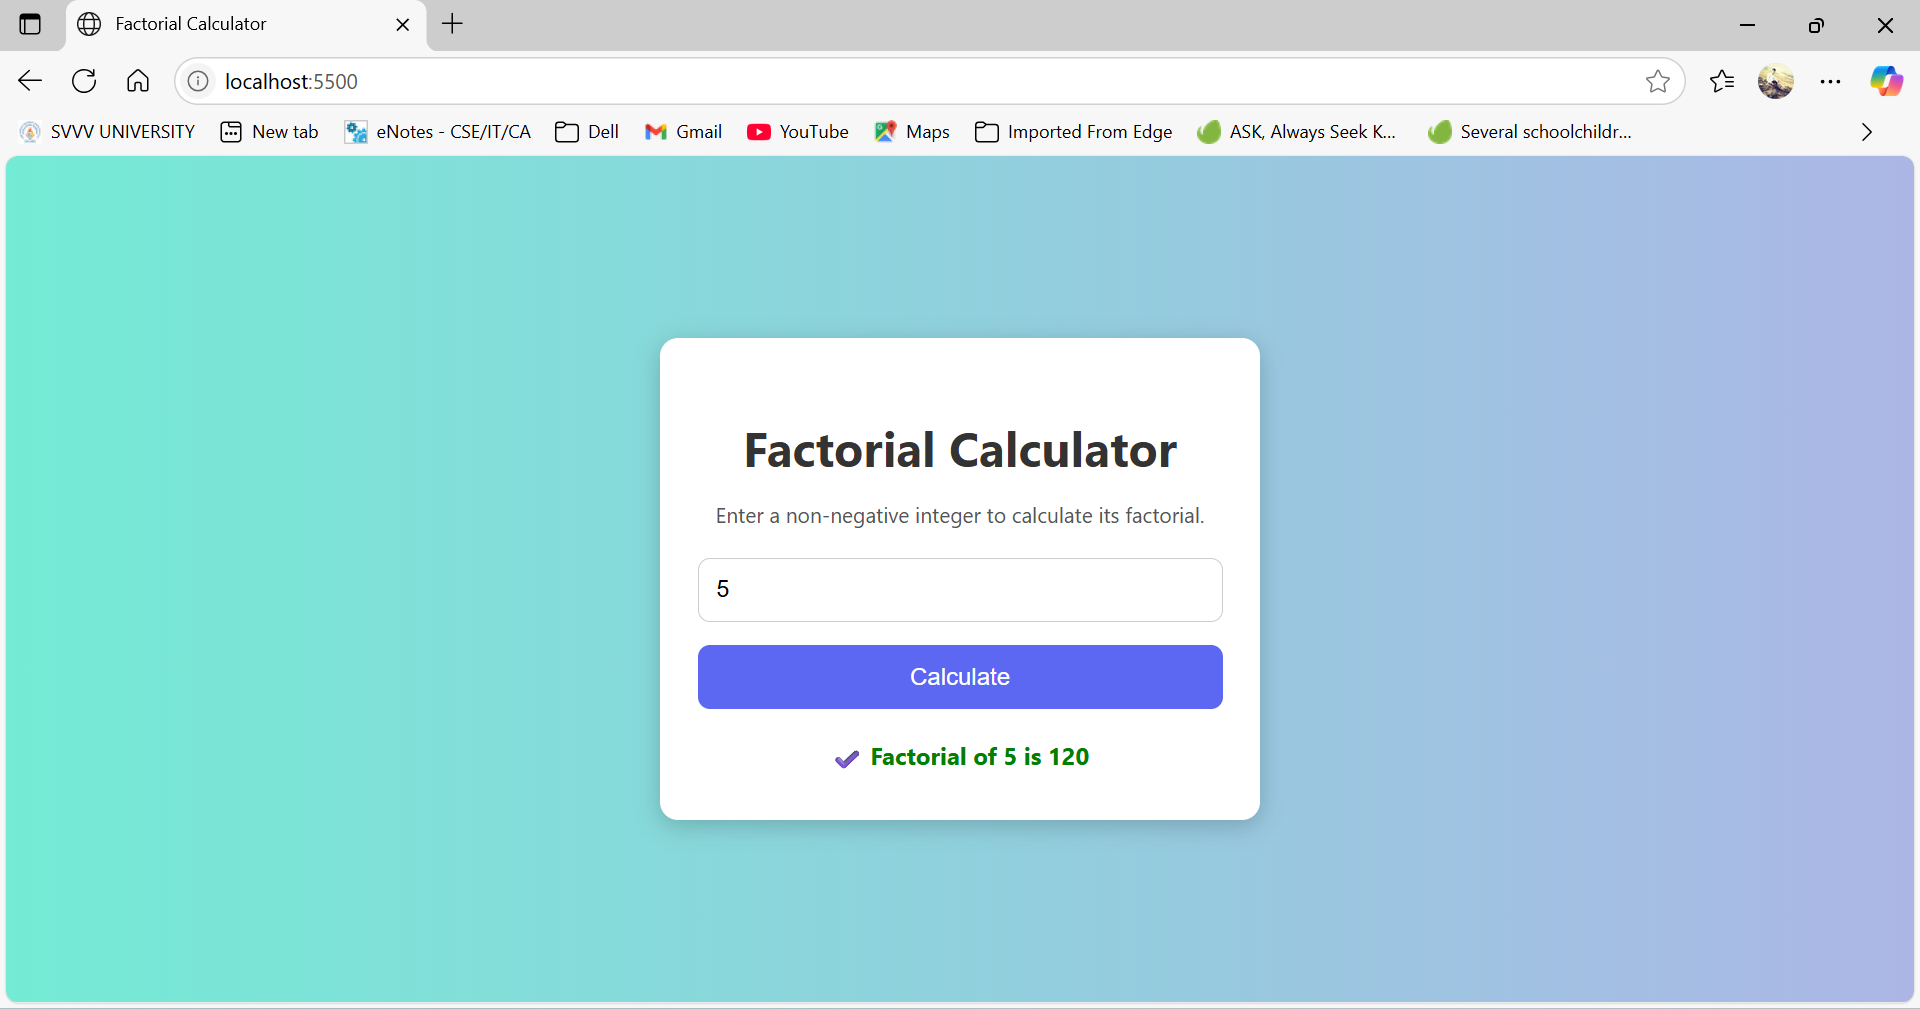 Factorial Calculator
localhost:5500
SVVV UNIVERSITY New tab eNotes - CSE/IT/CA Dell Gmail YouTube Maps Imported From Edge ASK, Always Seek K... Several schoolchildr...
Factorial Calculator
Enter a non-negative integer to calculate its factorial.
5
Calculate
✔ Factorial of 5 is 120